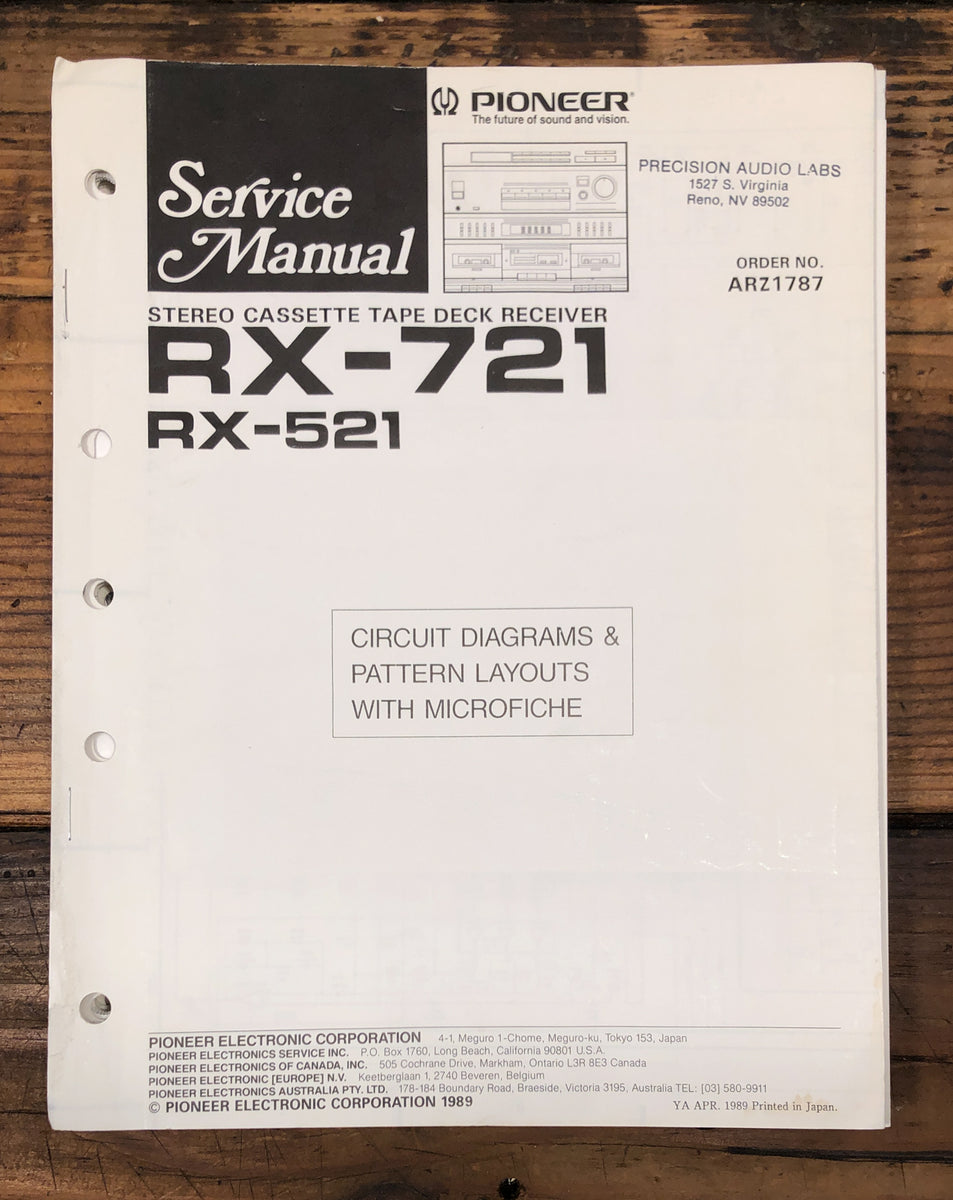 Service
Manual
PIONEER®
The future of sound and vision.
PRECISION AUDIO LABS
1527 S. Virginia
Reno, NV 89502
ORDER NO.
ARZ1787
STEREO CASSETTE TAPE DECK RECEIVER
RX-721
RX-521
CIRCUIT DIAGRAMS &
PATTERN LAYOUTS
WITH MICROFICHE
PIONEER ELECTRONIC CORPORATION 4-1, Meguro 1-Chome, Meguro-ku, Tokyo 153, Japan
PIONEER ELECTRONICS SERVICE INC. P.O. Box 1760, Long Beach, California 90801 U.S.A.
PIONEER ELECTRONICS OF CANADA, INC. 505 Cochrane Drive, Markham, Ontario L3R 8E3 Canada
PIONEER ELECTRONIC [EUROPE] N.V. Keetberglaan 1, 2740 Beveren, Belgium
PIONEER ELECTRONICS AUSTRALIA PTY. LTD. 178-184 Boundary Road, Braeside, Victoria 3195, Australia TEL: [03] 580-9911
© PIONEER ELECTRONIC CORPORATION 1989
YA APR. 1989 Printed in Japan.